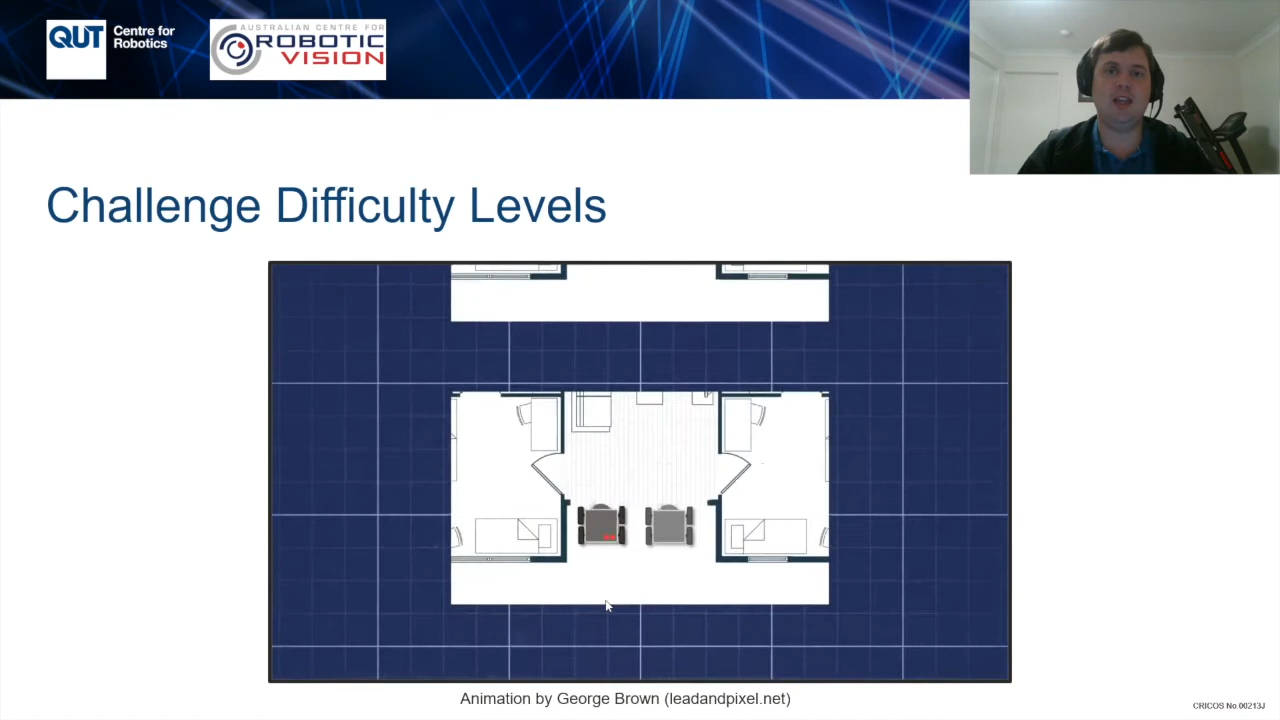 QUT
Centre for
Robotics
AUSTRALIAN CENTRE FOR
ROBOTIC
VISION
Challenge Difficulty Levels
Animation by George Brown (leadandpixel.net)
CRICOS No.00213J